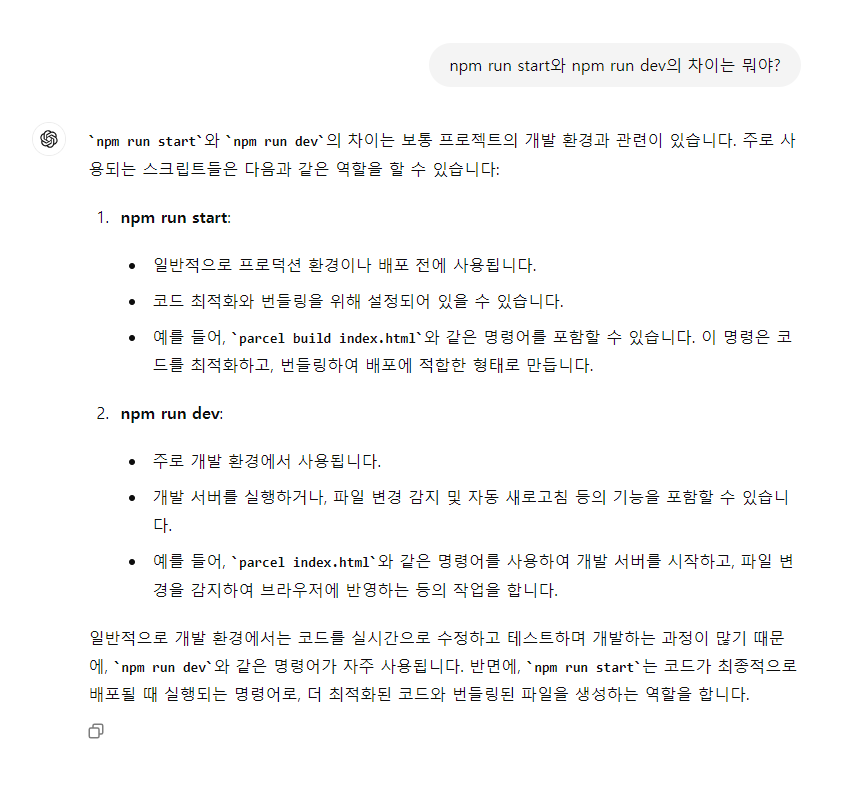 npm run start와 npm run dev의 차이는 뭐야?
`npm run start`와 `npm run dev`의 차이는 보통 프로젝트의 개발 환경과 관련이 있습니다. 주로 사
용되는 스크립트들은 다음과 같은 역할을 할 수 있습니다:
1. npm run start:
• 일반적으로 프로덕션 환경이나 배포 전에 사용됩니다.
• 코드 최적화와 번들링을 위해 설정되어 있을 수 있습니다.
• 예를 들어, `parcel build index.html`와 같은 명령어를 포함할 수 있습니다. 이 명령은 코
드를 최적화하고, 번들링하여 배포에 적합한 형태로 만듭니다.
2. npm run dev:
• 주로 개발 환경에서 사용됩니다.
• 개발 서버를 실행하거나, 파일 변경 감지 및 자동 새로고침 등의 기능을 포함할 수 있습니
다.
• 예를 들어, `parcel index.html`와 같은 명령어를 사용하여 개발 서버를 시작하고, 파일 변
경을 감지하여 브라우저에 반영하는 등의 작업을 합니다.
일반적으로 개발 환경에서는 코드를 실시간으로 수정하고 테스트하며 개발하는 과정이 많기 때문
에, `npm run dev`와 같은 명령어가 자주 사용됩니다. 반면에, `npm run start`는 코드가 최종적으로
배포될 때 실행되는 명령어로, 더 최적화된 코드와 번들링된 파일을 생성하는 역할을 합니다.